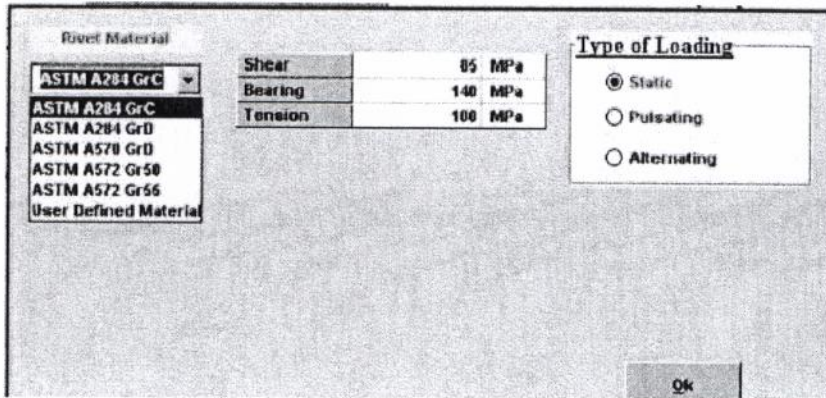 Rivet Material
ASTM A284 GrC
ASTM A284 GrC
ASTM A284 GrD
ASTM A570 GrD
ASTM A572 Gr50
ASTM A572 Gr56
User Defined Material
Shear 85 MPa
Bearing 140 MPa
Tension 100 MPa
Type of Loading
Static
Pulsating
Alternating
Ok